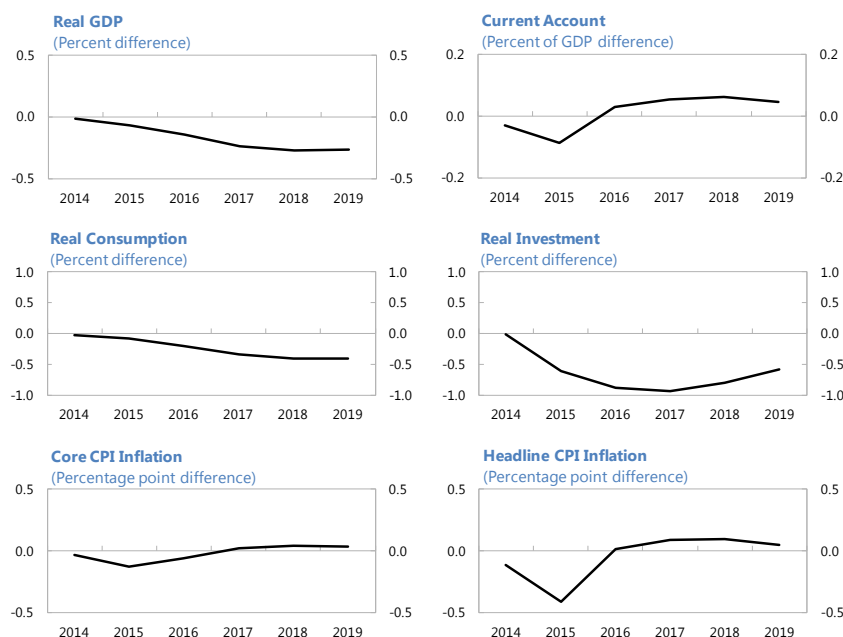 Real GDP
(Percent difference)
0.5 0.5
0.0 0.0
-0.5 -0.5
2014 2015 2016 2017 2018 2019
Current Account
(Percent of GDP difference)
0.2 0.2
0.0 0.0
-0.2 -0.2
2014 2015 2016 2017 2018 2019
Real Consumption
(Percent difference)
1.0 1.0
0.5 0.5
0.0 0.0
-0.5 -0.5
-1.0 -1.0
2014 2015 2016 2017 2018 2019
Real Investment
(Percent difference)
1.0 1.0
0.5 0.5
0.0 0.0
-0.5 -0.5
-1.0 -1.0
2014 2015 2016 2017 2018 2019
Core CPI Inflation
(Percentage point difference)
0.5 0.5
0.0 0.0
-0.5 -0.5
2014 2015 2016 2017 2018 2019
Headline CPI Inflation
(Percentage point difference)
0.5 0.5
0.0 0.0
-0.5 -0.5
2014 2015 2016 2017 2018 2019